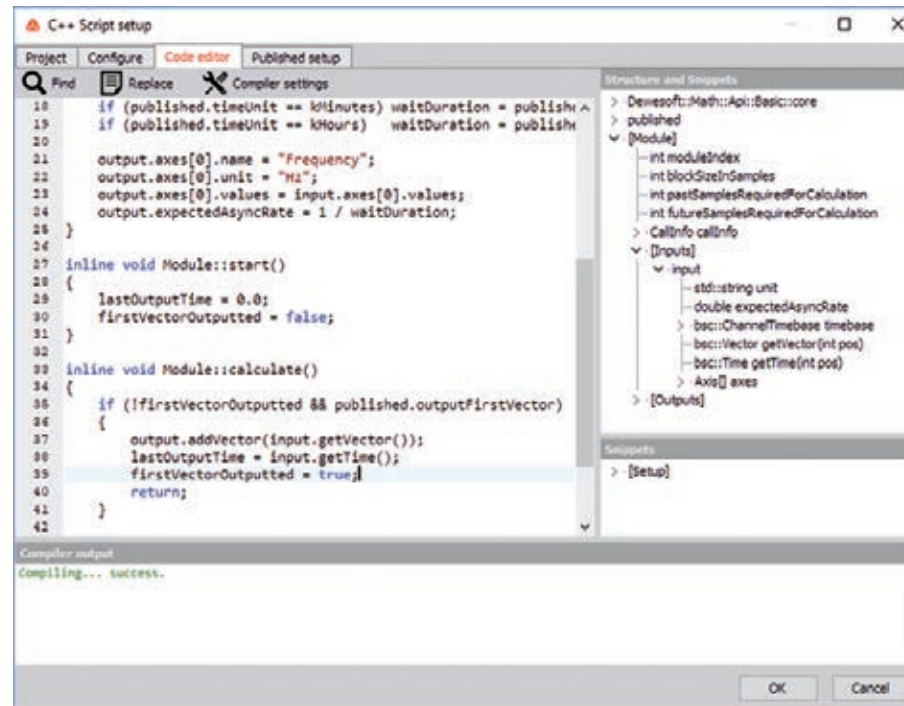 C++ Script setup
Project Configure Code editor Published setup
Find Replace Compiler settings
18 if (published.timeUnit == kMinutes) waitDuration = publishe
19 if (published.timeUnit == kHours) waitDuration = publishe
20
21 output.axes[0].name = "Frequency";
22 output.axes[0].unit = "Hz";
23 output.axes[0].values = input.axes[0].values;
24 output.expectedAsyncRate = 1 / waitDuration;
25 }
26
27 inline void Module::start()
28 {
29 lastOutputTime = 0.0;
30 firstVectorOutputted = false;
31 }
32
33 inline void Module::calculate()
34 {
35 if (!firstVectorOutputted && published.outputFirstVector)
36 {
37 output.addVector(input.getVector());
38 lastOutputTime = input.getTime();
39 firstVectorOutputted = true;
40 return;
41 }
42
Structure and Snippets
Dewesoft::Math::Api::Basic::core
published
[Module]
int moduleIndex
int blockSizeInSamples
int pastSamplesRequiredForCalculation
int futureSamplesRequiredForCalculation
CallInfo callInfo
[Inputs]
input
std::string unit
double expectedAsyncRate
bsc::ChannelTimebase timebase
bsc::Vector getVector(int pos)
bsc::Time getTime(int pos)
Axis[] axes
[Outputs]
Snippets
[Setup]
Compiler output
Compiling... success.
OK Cancel